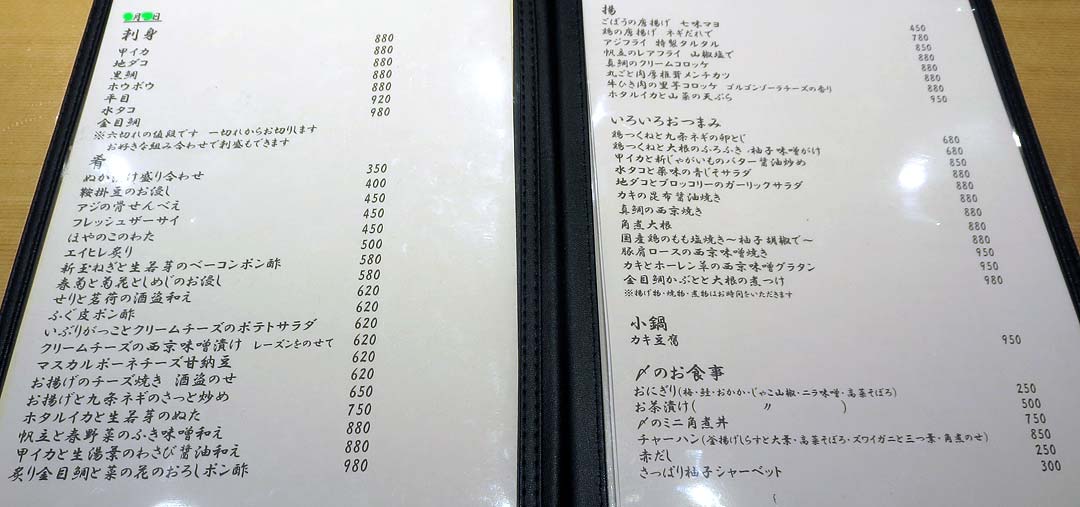 ●月●日
刺身
甲イカ 880
地ダコ 880
黒鯛 880
ホウボウ 880
平目 880
水タコ 920
金目鯛 980
※六切れの値段です 一切れからお切りします
お好きな組み合わせで刺盛もできます
肴
ぬか漬け盛り合わせ 350
鞍掛豆のお浸し 400
アジの骨せんべえ 450
フレッシュザーサイ 450
ほやのこのわた 450
エイヒレ炙り 500
新玉ねぎと生若芽のベーコンポン酢 580
春菊と菊花としめじのお浸し 580
せりと茗荷の酒盗和え 620
ふぐ皮ポン酢 620
いぶりがっことクリームチーズのポテトサラダ 620
クリームチーズの西京味噌漬け レーズンをのせて 620
マスカルポーネチーズ甘納豆 620
お揚げのチーズ焼き 酒盗のせ 620
お揚げと九条ネギのさっと炒め 650
ホタルイカと生若芽のぬた 750
帆立と春野菜のふき味噌和え 880
甲イカと生湯葉のわさび醤油和え 880
炙り金目鯛と菜の花のおろしポン酢 980
揚
ごぼうの唐揚げ 七味マヨ 450
鶏の唐揚げ ネギだれで 780
アジフライ 特製タルタル 850
帆立のレアフライ 山椒塩で 880
真鯛のクリームコロッケ 880
丸ごと肉厚椎茸メンチカツ 880
牛ひき肉の里芋コロッケ ゴルゴンゾーラチーズの香り 880
ホタルイカと山菜の天ぷら 950
いろいろおつまみ
鶏つくねと九条ネギの卵とじ 680
鶏つくねと大根のふろふき・柚子味噌がけ 680
甲イカと新じゃがいものバター醤油炒め 850
水タコと薬味の青じそサラダ 880
地ダコとブロッコリーのガーリックサラダ 880
カキの昆布醤油焼き 880
真鯛の西京焼き 880
角煮大根 880
国産鶏のもも塩焼き～柚子胡椒で～ 880
豚肩ロースの西京味噌焼き 950
カキとホーレン草の西京味噌グラタン 950
金目鯛かぶとと大根の煮つけ 980
※揚げ物・焼物・煮物はお時間をいただきます
小鍋
カキ豆腐 950
〆のお食事
おにぎり(梅・鮭・おかか・じゃこ山椒・ニラ味噌・高菜そぼろ) 250
お茶漬け( 〃 ) 500
〆のミニ角煮丼 750
チャーハン(釜揚げしらすと大葉・高菜そぼろ・ズワイガニと三つ葉・角煮のせ) 850
赤だし 250
さっぱり柚子シャーベット 300